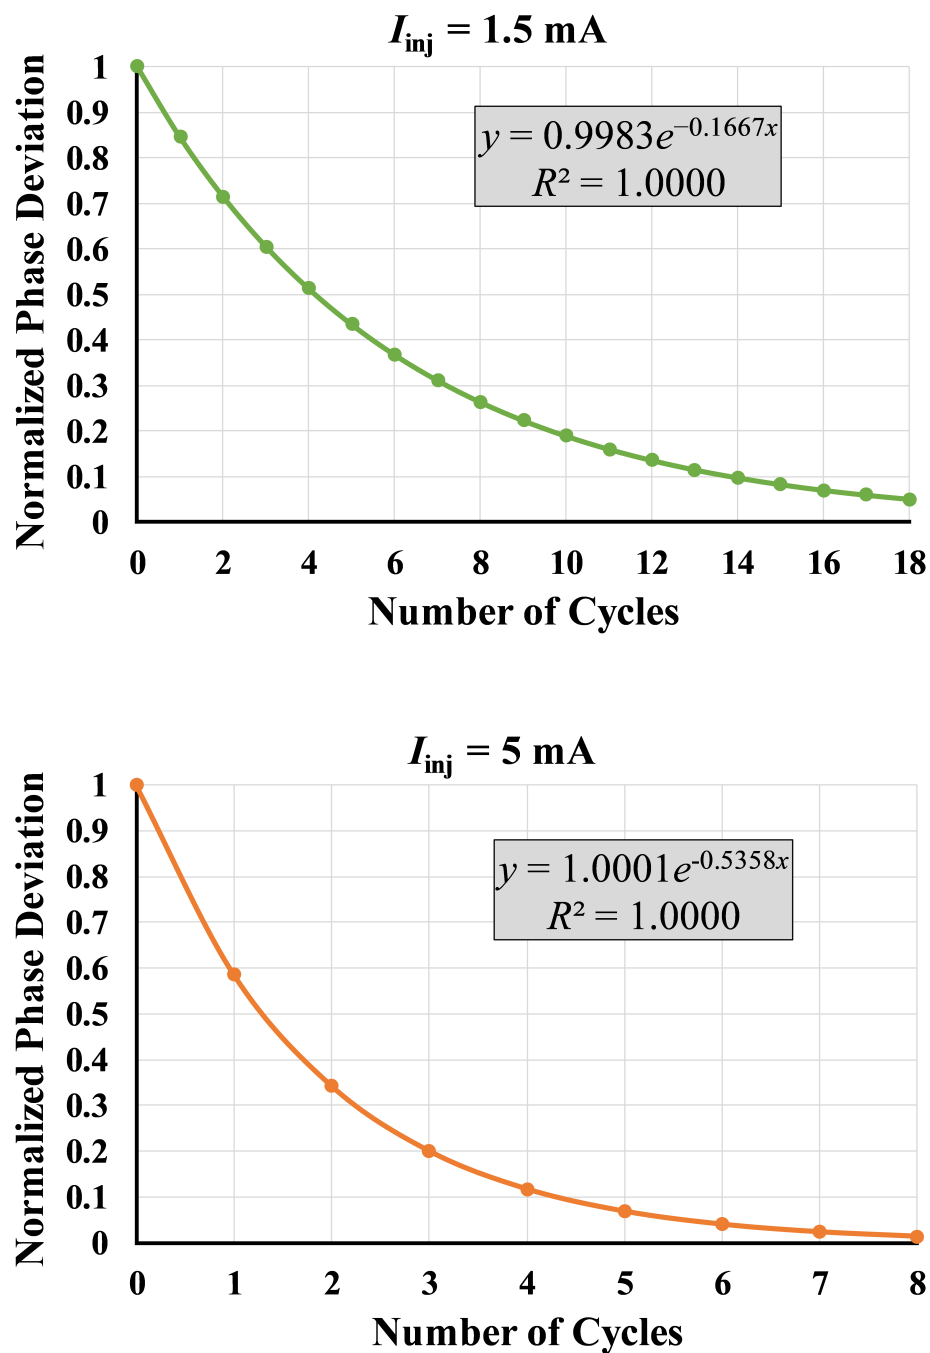 I_inj = 1.5 mA
Normalized Phase Deviation
1
0.9
0.8
0.7
0.6
0.5
0.4
0.3
0.2
0.1
0
y = 0.9983e^−0.1667x
R² = 1.0000
0 2 4 6 8 10 12 14 16 18
Number of Cycles
I_inj = 5 mA
Normalized Phase Deviation
1
0.9
0.8
0.7
0.6
0.5
0.4
0.3
0.2
0.1
0
y = 1.0001e^-0.5358x
R² = 1.0000
0 1 2 3 4 5 6 7 8
Number of Cycles